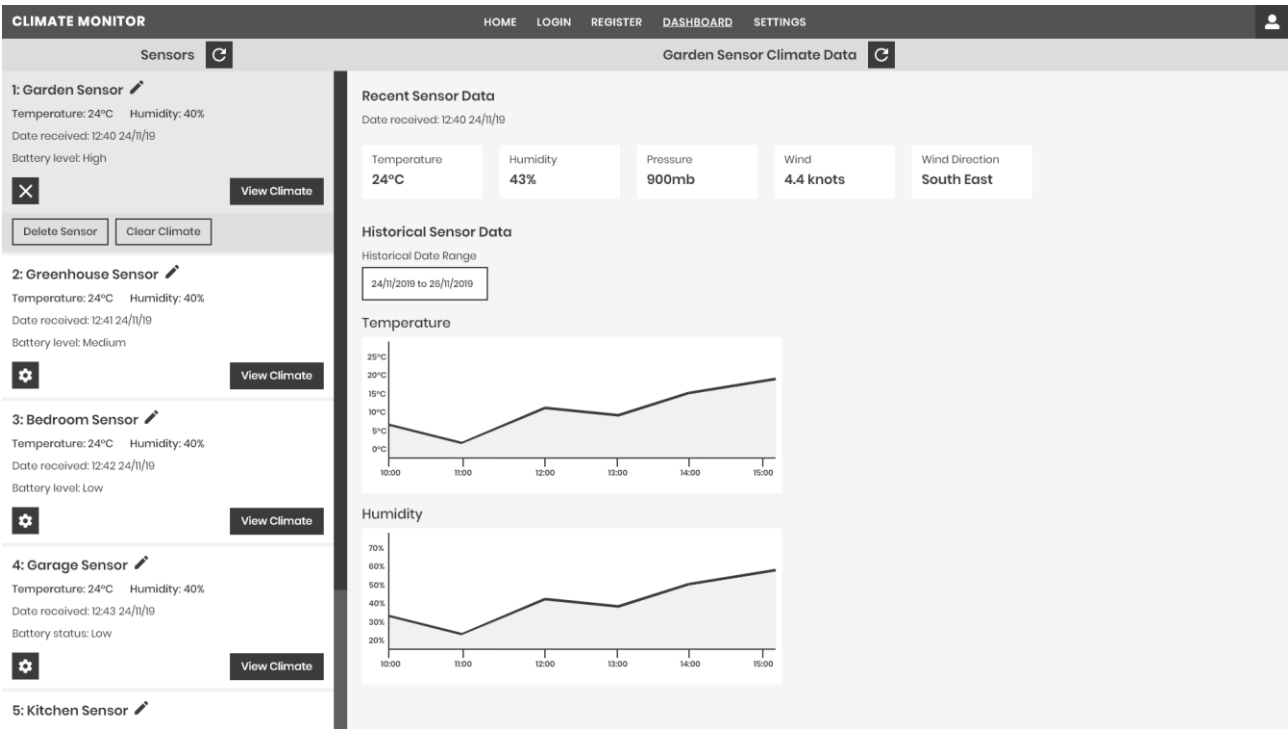 CLIMATE MONITOR
HOME LOGIN REGISTER DASHBOARD SETTINGS
Sensors
Garden Sensor Climate Data
1: Garden Sensor
Temperature: 24°C Humidity: 40%
Date received: 12:40 24/11/19
Battery level: High
View Climate
Delete Sensor Clear Climate
2: Greenhouse Sensor
Temperature: 24°C Humidity: 40%
Date received: 12:41 24/11/19
Battery level: Medium
View Climate
3: Bedroom Sensor
Temperature: 24°C Humidity: 40%
Date received: 12:42 24/11/19
Battery level: Low
View Climate
4: Garage Sensor
Temperature: 24°C Humidity: 40%
Date received: 12:43 24/11/19
Battery status: Low
View Climate
5: Kitchen Sensor
Recent Sensor Data
Date received: 12:40 24/11/19
Temperature Humidity Pressure Wind Wind Direction
24°C 43% 900mb 4.4 knots South East
Historical Sensor Data
Historical Date Range
24/11/2019 to 26/11/2019
Temperature
25°C
20°C
15°C
10°C
5°C
0°C
10:00 11:00 12:00 13:00 14:00 15:00
Humidity
70%
60%
50%
40%
30%
20%
10:00 11:00 12:00 13:00 14:00 15:00